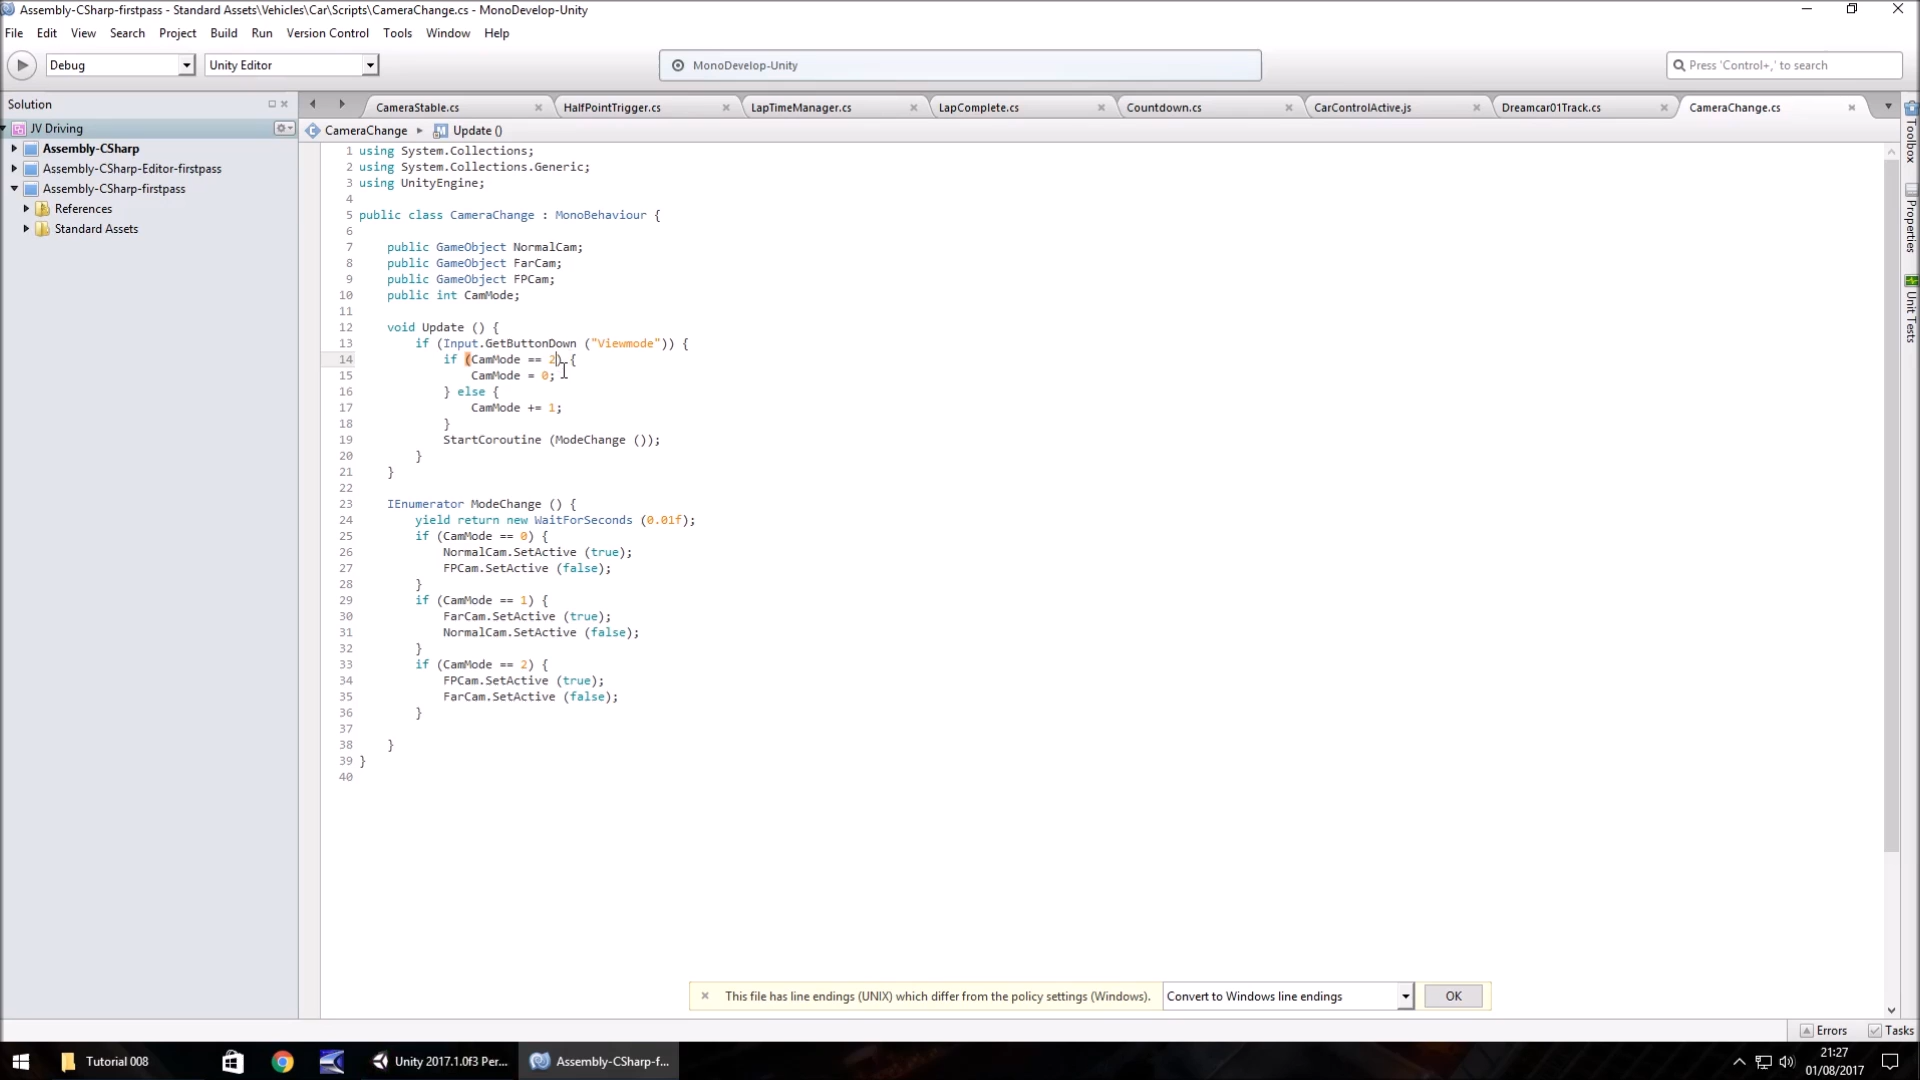 Assembly-CSharp-firstpass - Standard Assets\Vehicles\Car\Scripts\CameraChange.cs - MonoDevelop-Unity
File Edit View Search Project Build Run Version Control Tools Window Help
Debug Unity Editor MonoDevelop-Unity Press 'Control+,' to search
Solution
CameraStable.cs HalfPointTrigger.cs LapTimeManager.cs LapComplete.cs Countdown.cs CarControlActive.js Dreamcar01Track.cs CameraChange.cs
JV Driving
Assembly-CSharp
Assembly-CSharp-Editor-firstpass
Assembly-CSharp-firstpass
References
Standard Assets
CameraChange Update ()
1 using System.Collections;
2 using System.Collections.Generic;
3 using UnityEngine;
4
5 public class CameraChange : MonoBehaviour {
6
7 public GameObject NormalCam;
8 public GameObject FarCam;
9 public GameObject FPCam;
10 public int CamMode;
11
12 void Update () {
13 if (Input.GetButtonDown ("Viewmode")) {
14 if (CamMode == 2) {
15 CamMode = 0;
16 } else {
17 CamMode += 1;
18 }
19 StartCoroutine (ModeChange ());
20 }
21 }
22
23 IEnumerator ModeChange () {
24 yield return new WaitForSeconds (0.01f);
25 if (CamMode == 0) {
26 NormalCam.SetActive (true);
27 FPCam.SetActive (false);
28 }
29 if (CamMode == 1) {
30 FarCam.SetActive (true);
31 NormalCam.SetActive (false);
32 }
33 if (CamMode == 2) {
34 FPCam.SetActive (true);
35 FarCam.SetActive (false);
36 }
37
38 }
39 }
40
Toolbox
Properties
Unit Tests
This file has line endings (UNIX) which differ from the policy settings (Windows). Convert to Windows line endings OK
Errors Tasks
Tutorial 008 Unity 2017.1.0f3 Per... Assembly-CSharp-f...
21:27
01/08/2017